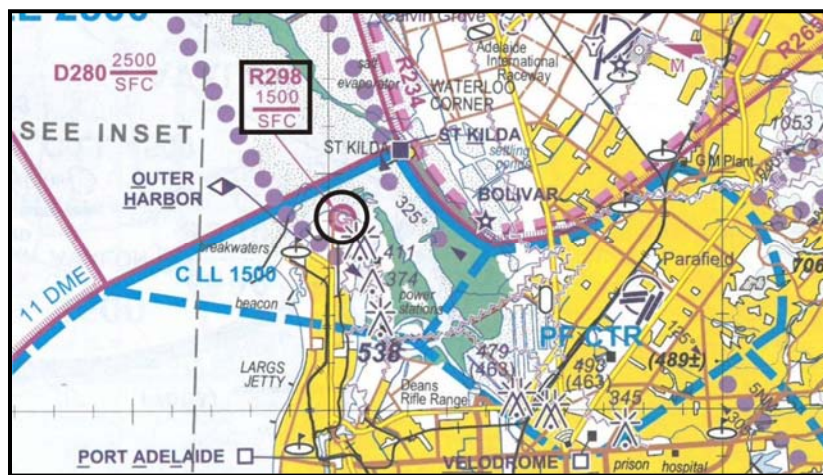 Calvin Grove
Adelaide
International
Raceway
D280 2500
SFC
R298
1500
SFC
salt
evaporator
R234
R265
M
WATERLOO
CORNER
SEE INSET
ST KILDA
ST KILDA
settling
ponds
1053
G M Plant
OUTER
HARBOR
BOLIVAR
325°
breakwaters
411
C LL 1500
374
Parafield
706
11 DME
beacon
power
stations
538
PF CTR
479
(463)
493
(463)
(489±)
LARGS
JETTY
Deans
Rifle Range
345
5NM
PORT ADELAIDE
VELODROME
prison
hospital